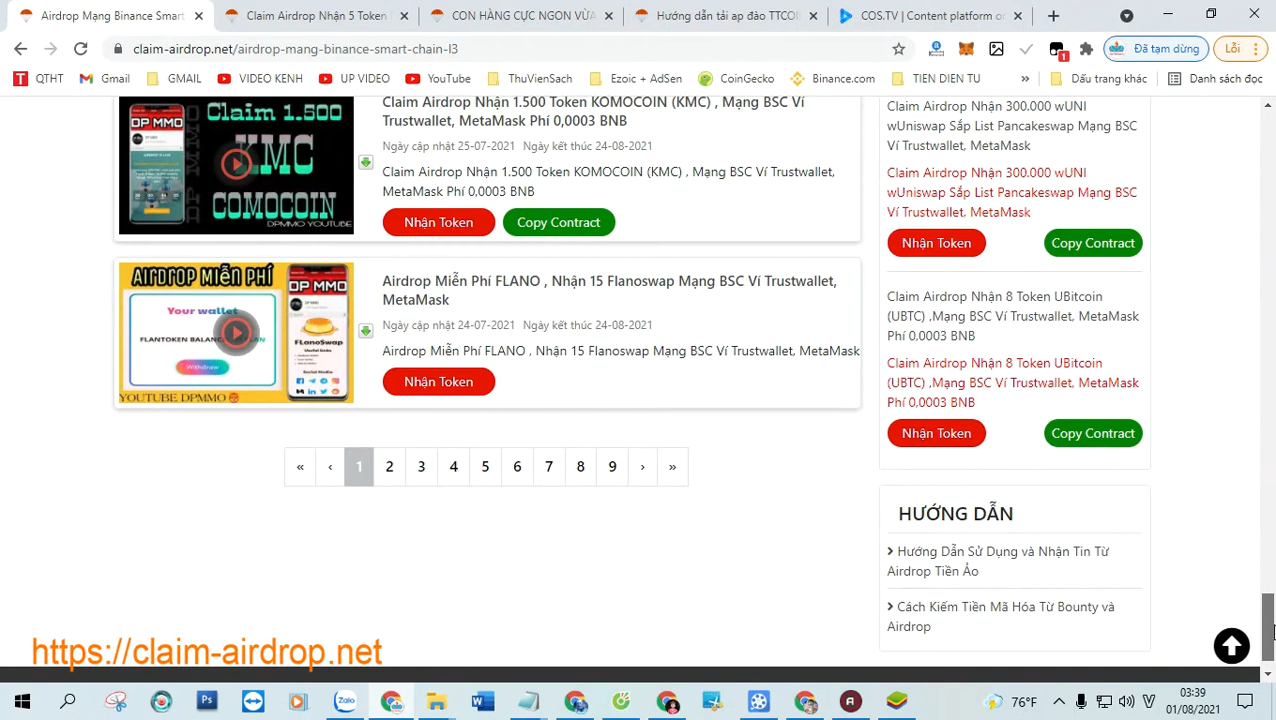 Airdrop Mạng Binance Smar
Airdrop Nhận 5 Token
CON HÀNG CỰC NGON VỪA
Hướng dẫn tải ap đào TTCOI
COS.TV | Content platform on
claim-airdrop.net/airdrop-mang-binance-smart-chain-l3
1
Đã tạm dừng
Lỗi
QTHT
Gmail
GMAIL
VIDEO KENH
UP VIDEO
YouTube
ThuVienSach
Ezoic + AdSen
CoinGecko
Binance.com
TIEN DIEN TU
»
Dấu trang khác
Danh sách đọc
DP MMO
Claim 1.500
KMC
COMOCOIN
DPMMO YOUTUBE
Claim Airdrop Nhận 1.500 Token KOMOCOIN (KMC) , Mạng BSC Ví
Trustwallet, MetaMask Phí 0,0003 BNB
Ngày cập nhật 25-07-2021 Ngày kết thúc 24-08-2021
Claim Airdrop Nhận 1.500 Token KOMOCOIN (KMC) , Mạng BSC Ví Trustwallet,
MetaMask Phí 0,0003 BNB
Nhận Token
Copy Contract
AIRDROP MIỄN PHÍ
Your wallet
FLANTOKEN BALANC
Withdraw
YOUTUBE DPMMO
DP MMO
FLanoSwap
Airdrop Miễn Phí FLANO , Nhận 15 Flanoswap Mạng BSC Ví Trustwallet,
MetaMask
Ngày cập nhật 24-07-2021 Ngày kết thúc 24-08-2021
Airdrop Miễn Phí FLANO , Nhận 15 Flanoswap Mạng BSC Ví Trustwallet, MetaMask
Nhận Token
« ‹ 1 2 3 4 5 6 7 8 9 › »
Claim Airdrop Nhận 300.000 wUNI
wUniswap Sắp List Pancakeswap Mạng BSC
Ví Trustwallet, MetaMask
Claim Airdrop Nhận 300.000 wUNI
wUniswap Sắp List Pancakeswap Mạng BSC
Ví Trustwallet, MetaMask
Nhận Token
Copy Contract
Claim Airdrop Nhận 8 Token UBitcoin
(UBTC) ,Mạng BSC Ví Trustwallet, MetaMask
Phí 0,0003 BNB
Claim Airdrop Nhận 8 Token UBitcoin
(UBTC) ,Mạng BSC Ví Trustwallet, MetaMask
Phí 0,0003 BNB
Nhận Token
Copy Contract
HƯỚNG DẪN
Hướng Dẫn Sử Dụng và Nhận Tin Từ
Airdrop Tiền Ảo
Cách Kiếm Tiền Mã Hóa Từ Bounty và
Airdrop
https://claim-airdrop.net
Zalo
76°F
V
03:39
01/08/2021